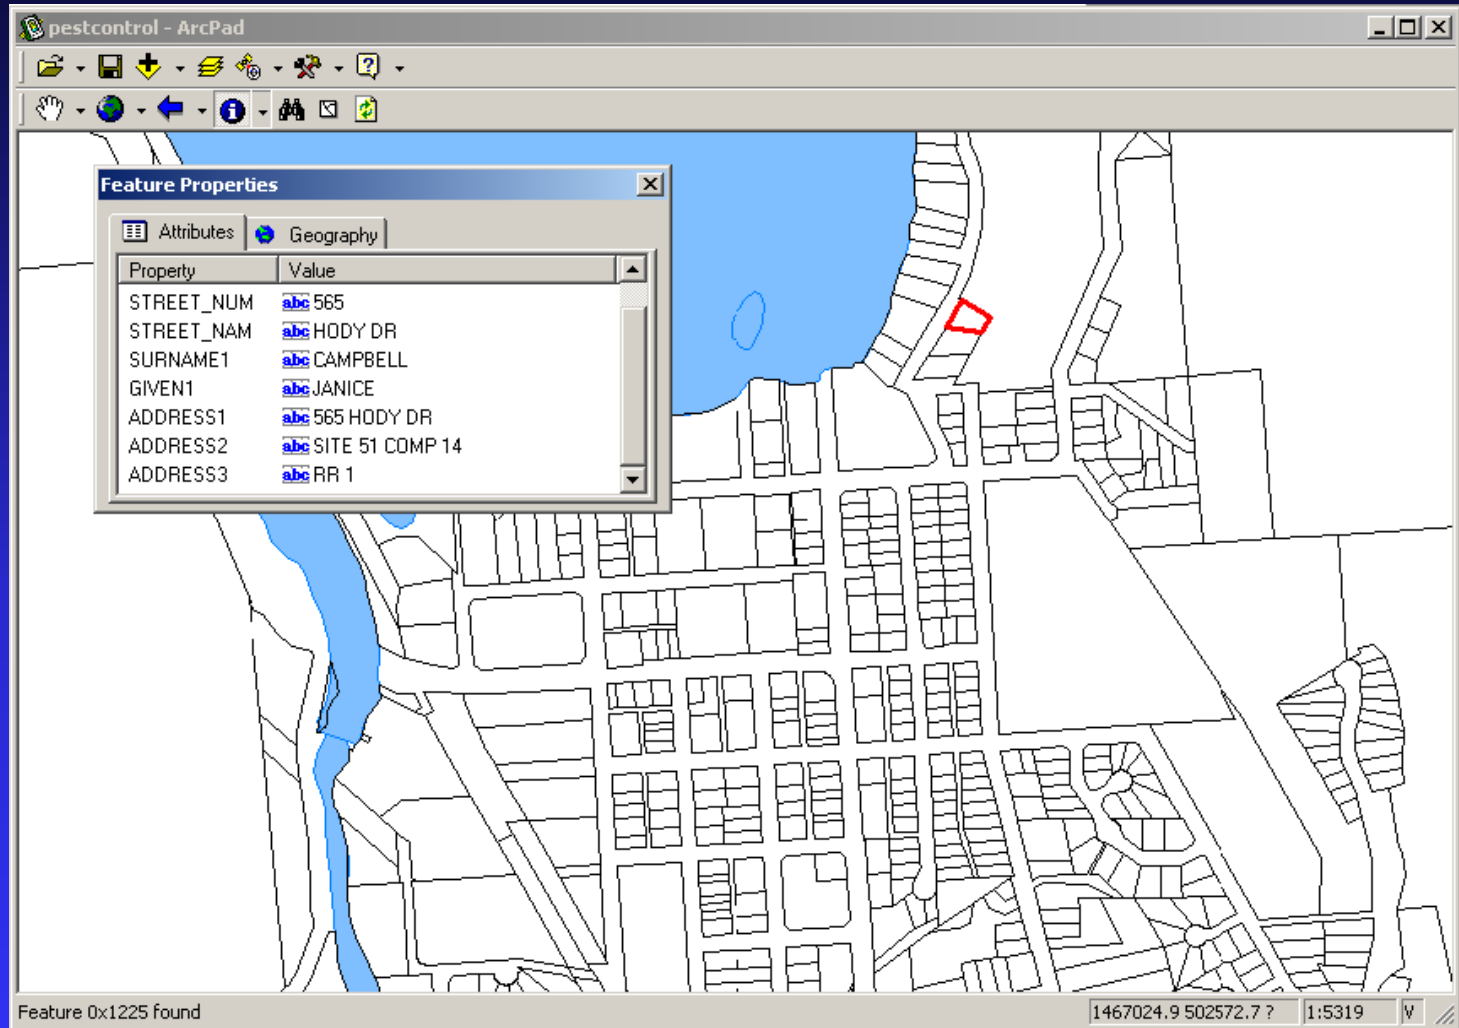 pestcontrol - ArcPad
Feature Properties
Attributes Geography
Property Value
STREET_NUM abc 565
STREET_NAM abc HODY DR
SURNAME1 abc CAMPBELL
GIVEN1 abc JANICE
ADDRESS1 abc 565 HODY DR
ADDRESS2 abc SITE 51 COMP 14
ADDRESS3 abc RR 1
Feature 0x1225 found 1467024.9 502572.7 ? 1:5319 V